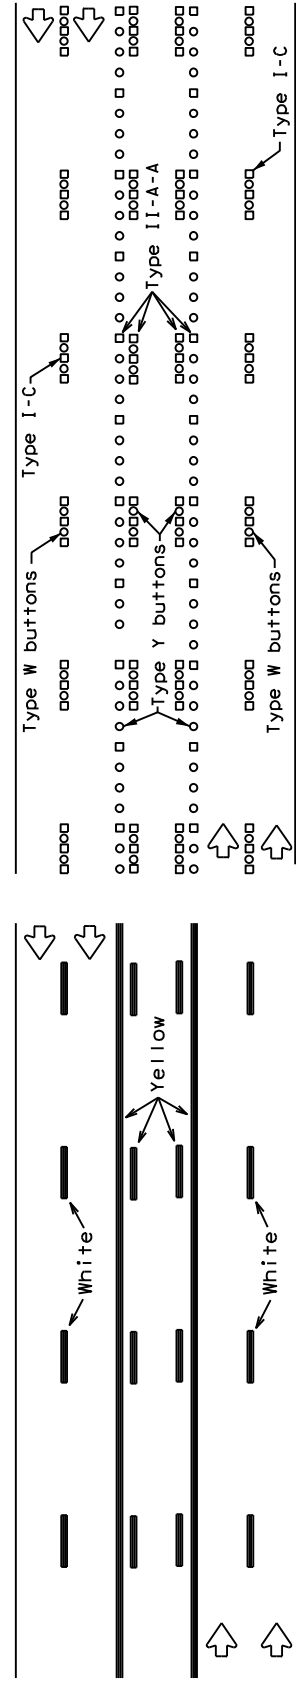 Type I-C
Type II-A-A
Type I-C
Type W buttons
Type Y buttons
Type W buttons
Yellow
White
White